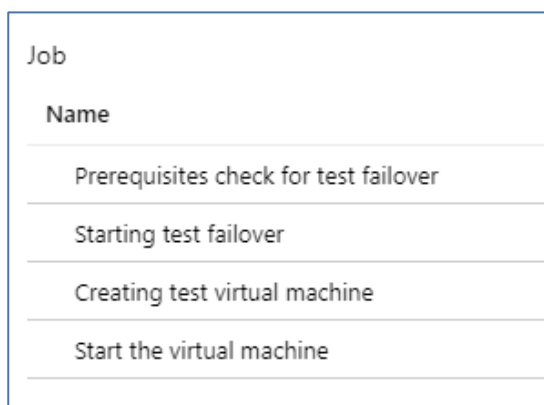 Job
Name
Prerequisites check for test failover
Starting test failover
Creating test virtual machine
Start the virtual machine